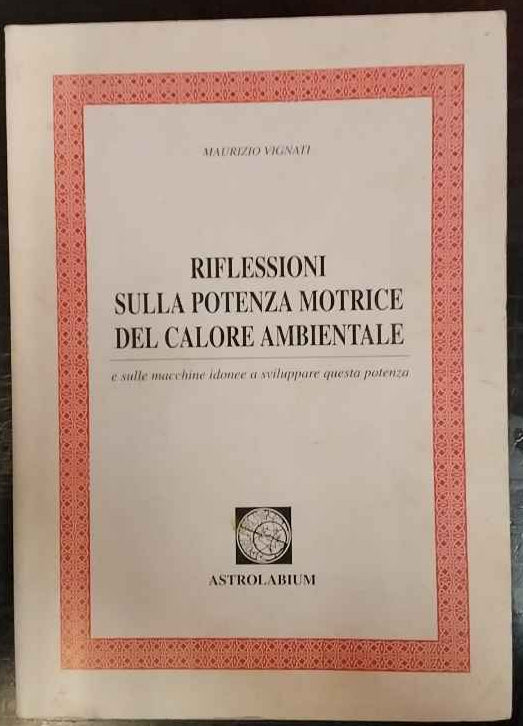 MAURIZIO VIGNATI
RIFLESSIONI
SULLA POTENZA MOTRICE
DEL CALORE AMBIENTALE
e sulle macchine idonee a sviluppare questa potenza
ASTROLABIUM